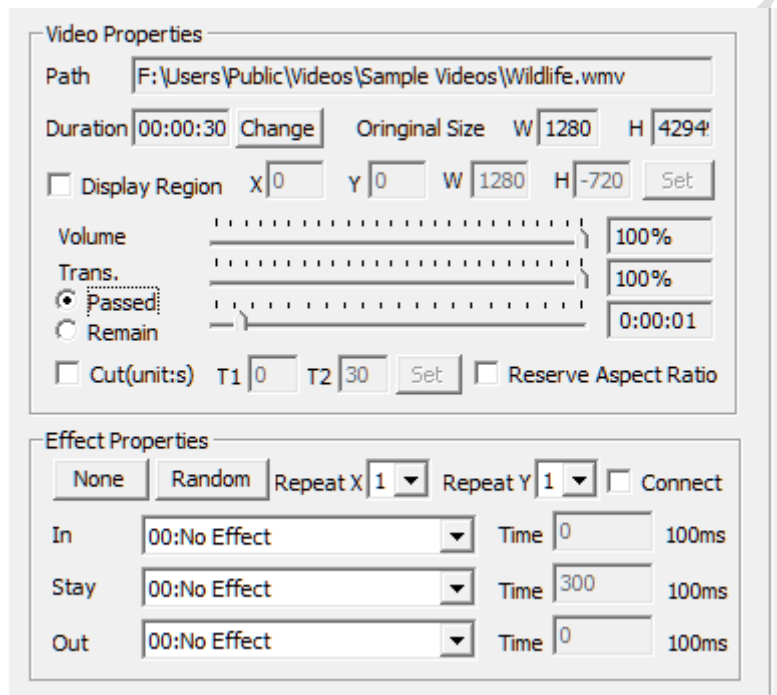 Video Properties
Path F:\Users\Public\Videos\Sample Videos\Wildlife.wmv
Duration 00:00:30 Change Oringinal Size W 1280 H 4294
Display Region X 0 Y 0 W 1280 H -720 Set
Volume 100%
Trans. 100%
Passed 0:00:01
Remain
Cut(unit:s) T1 0 T2 30 Set Reserve Aspect Ratio
Effect Properties
None Random Repeat X 1 Repeat Y 1 Connect
In 00:No Effect Time 0 100ms
Stay 00:No Effect Time 300 100ms
Out 00:No Effect Time 0 100ms